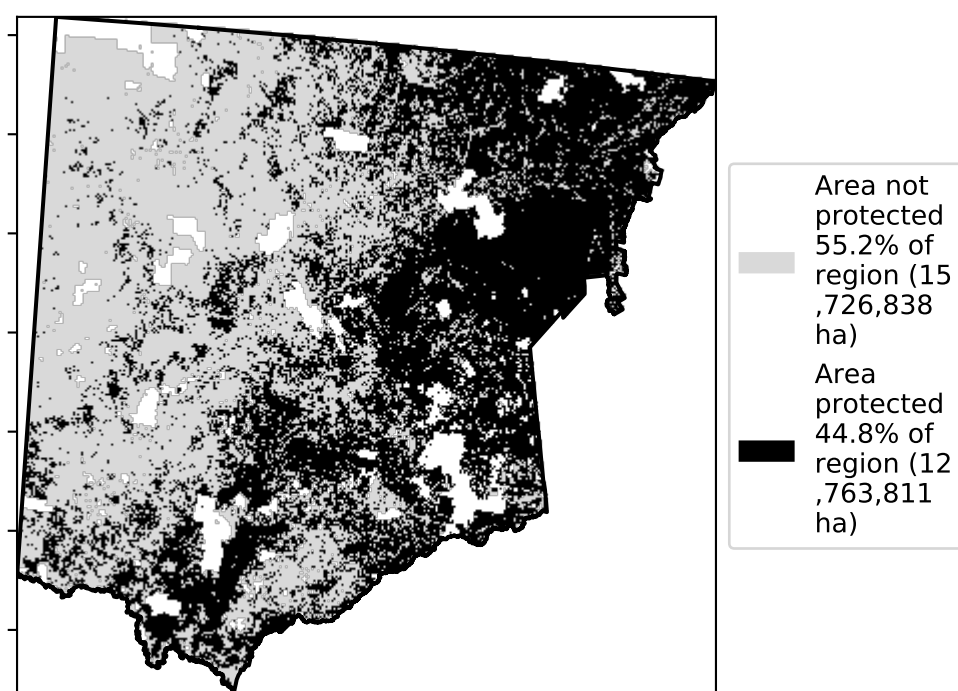 Area not
protected
55.2% of
region (15
,726,838
ha)
Area
protected
44.8% of
region (12
,763,811
ha)